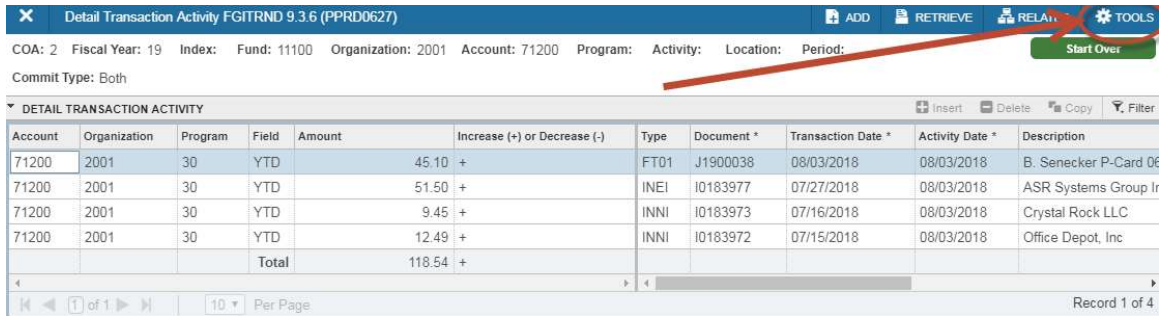 Detail Transaction Activity FGITRND 9.3.6 (PPRD0627) ADD RETRIEVE RELATED TOOLS
COA: 2 Fiscal Year: 19 Index: Fund: 11100 Organization: 2001 Account: 71200 Program: Activity: Location: Period: Start Over
Commit Type: Both
DETAIL TRANSACTION ACTIVITY Insert Delete Copy Filter
Account Organization Program Field Amount Increase (+) or Decrease (-) Type Document * Transaction Date * Activity Date * Description
71200 2001 30 YTD 45.10 + FT01 J1900038 08/03/2018 08/03/2018 B. Senecker P-Card 06
71200 2001 30 YTD 51.50 + INEI I0183977 07/27/2018 08/03/2018 ASR Systems Group In
71200 2001 30 YTD 9.45 + INNI I0183973 07/16/2018 08/03/2018 Crystal Rock LLC
71200 2001 30 YTD 12.49 + INNI I0183972 07/15/2018 08/03/2018 Office Depot, Inc
Total 118.54 +
1 of 1 10 Per Page Record 1 of 4